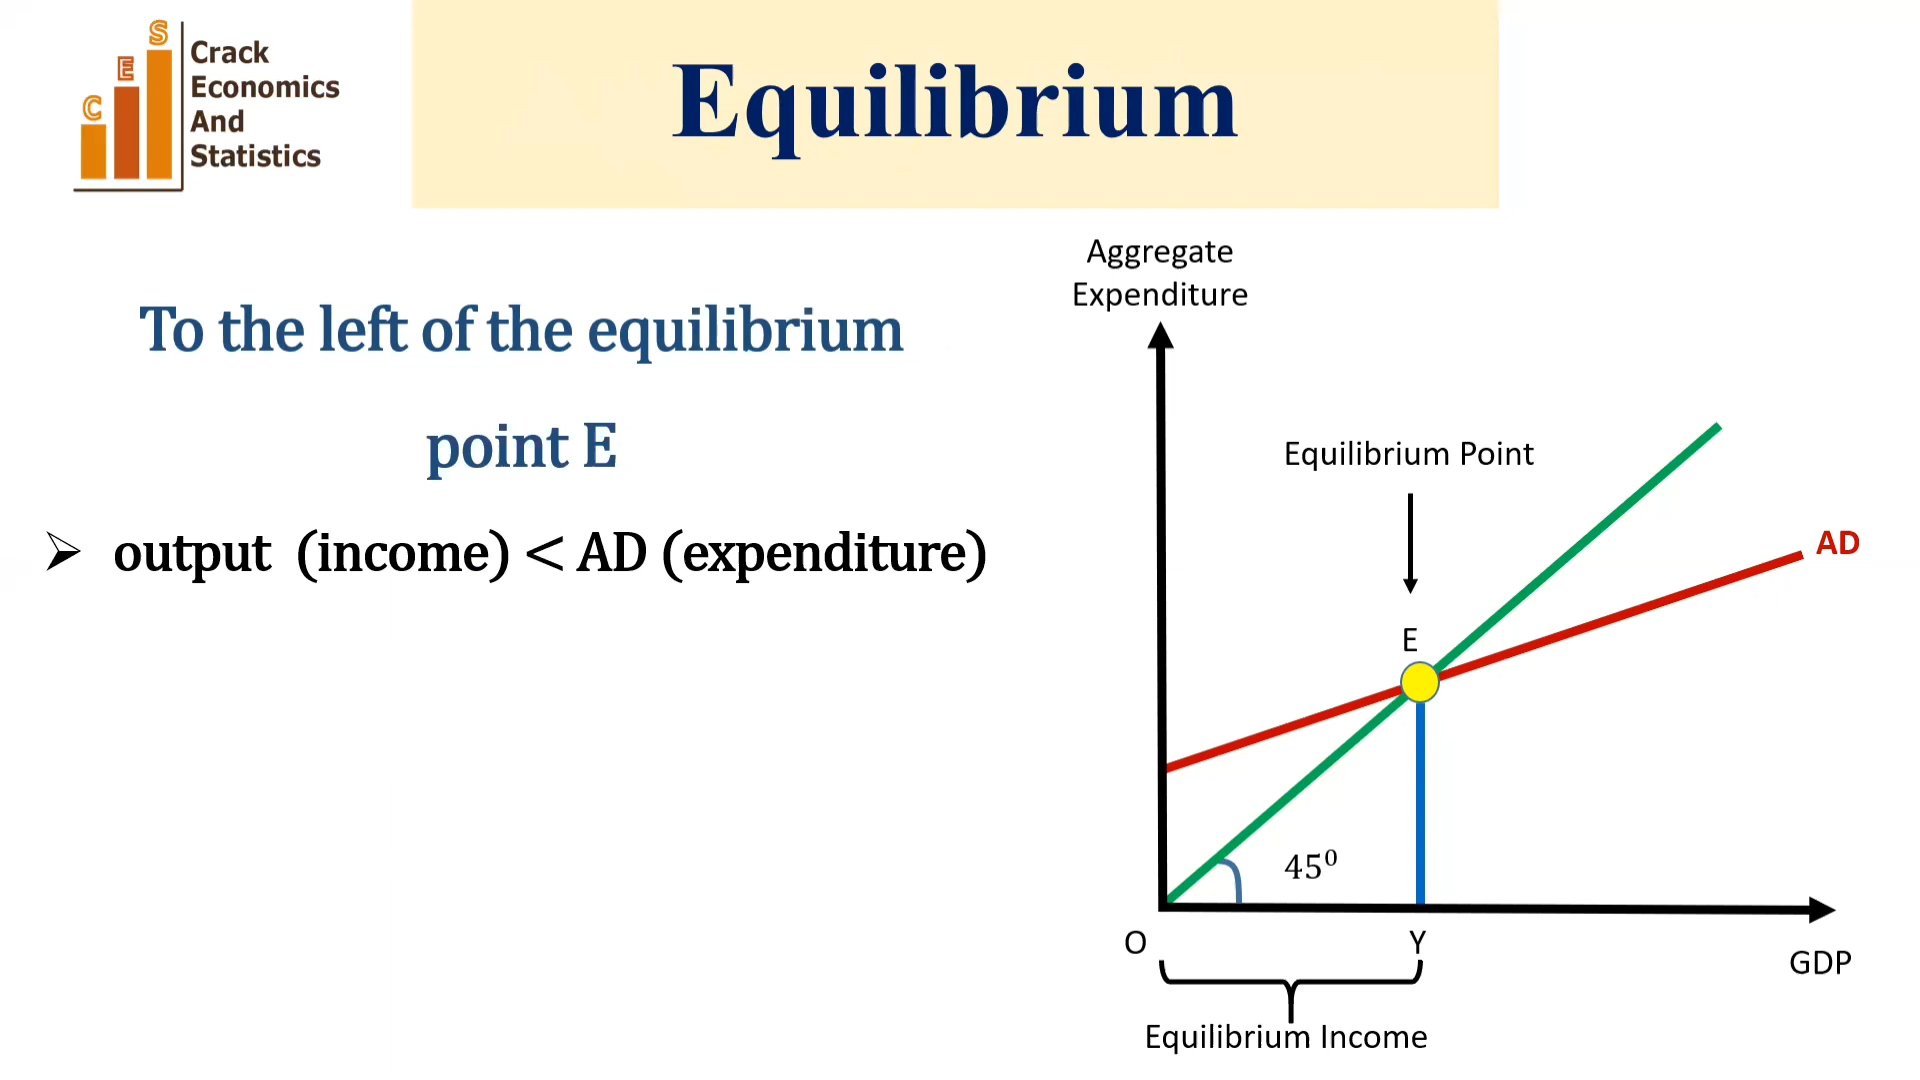 C
E
S
Crack
Economics
And
Statistics
Equilibrium
To the left of the equilibrium
point E
➢ output (income) < AD (expenditure)
Aggregate
Expenditure
Equilibrium Point
AD
E
45⁰
O
Y
GDP
Equilibrium Income